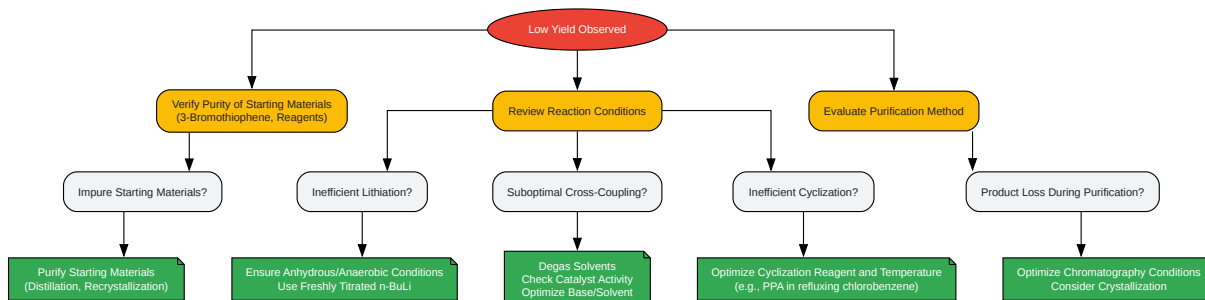 Low Yield Observed
Verify Purity of Starting Materials
(3-Bromothiophene, Reagents)
Review Reaction Conditions
Evaluate Purification Method
Impure Starting Materials?
Inefficient Lithiation?
Suboptimal Cross-Coupling?
Inefficient Cyclization?
Product Loss During Purification?
Purify Starting Materials
(Distillation, Recrystallization)
Ensure Anhydrous/Anaerobic Conditions
Use Freshly Titrated n-BuLi
Degas Solvents
Check Catalyst Activity
Optimize Base/Solvent
Optimize Cyclization Reagent and Temperature
(e.g., PPA in refluxing chlorobenzene)
Optimize Chromatography Conditions
Consider Crystallization